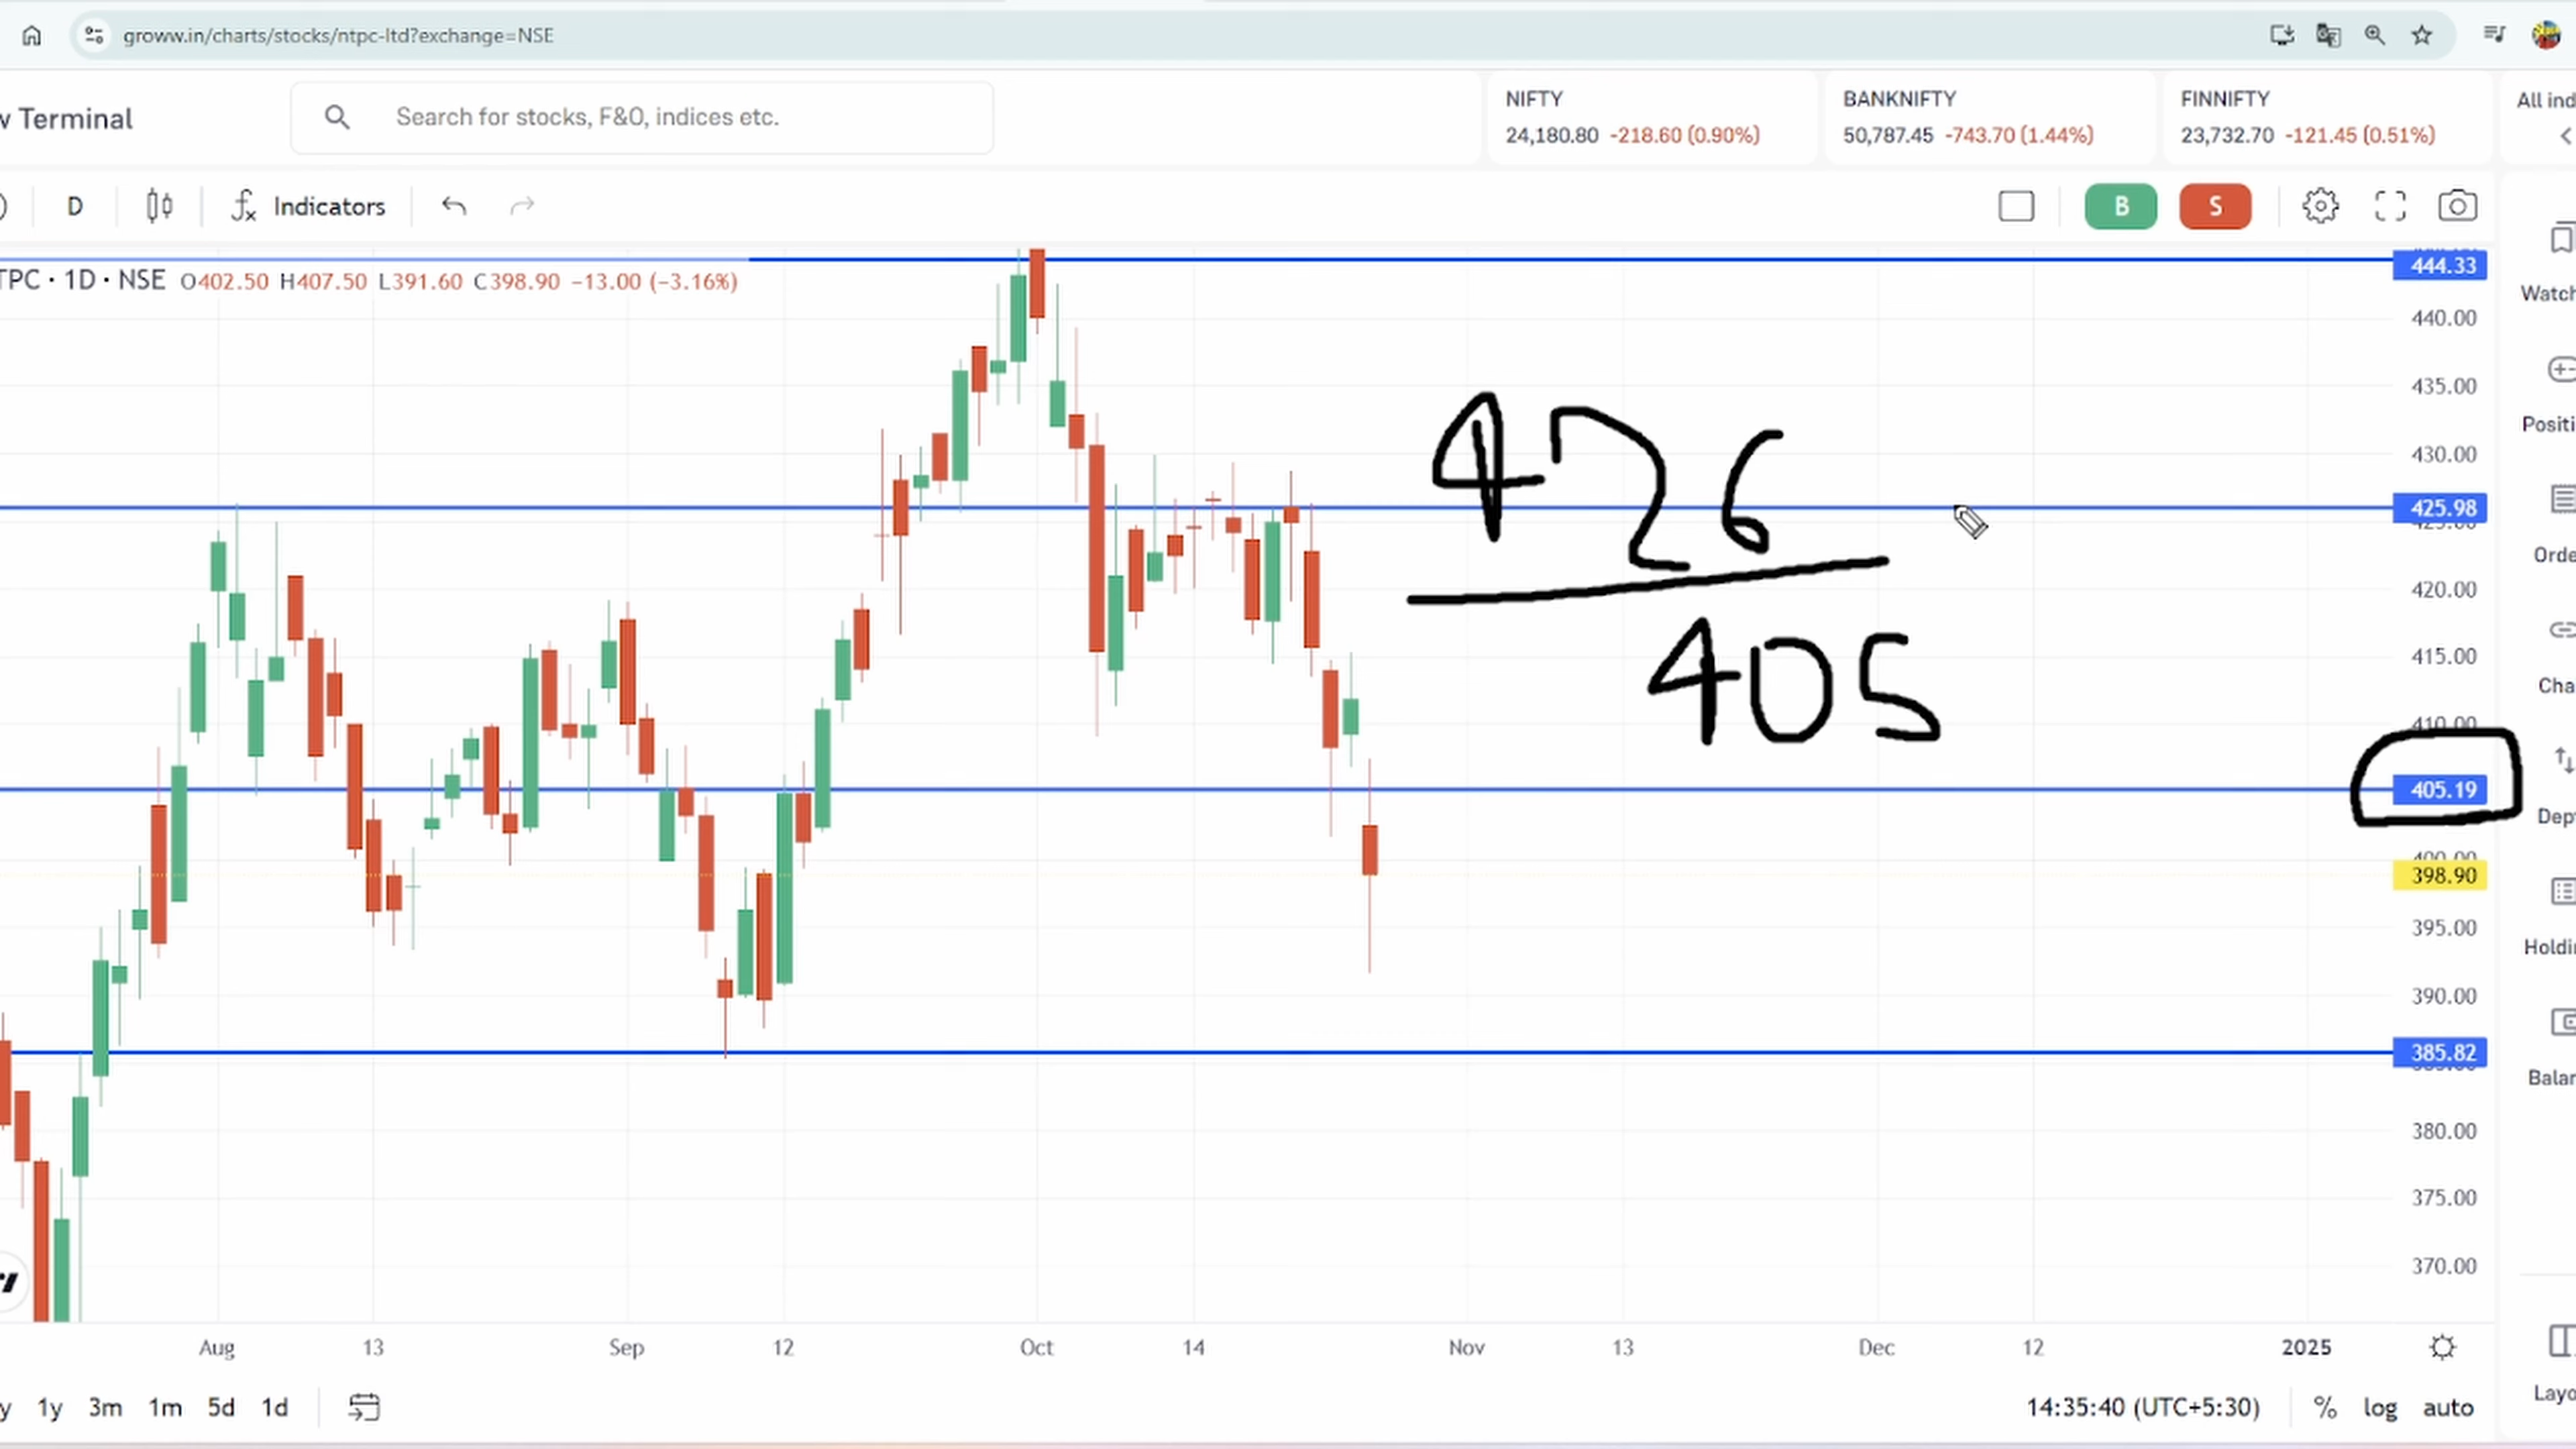 groww.in/charts/stocks/ntpc-ltd?exchange=NSE
Terminal
Search for stocks, F&O, indices etc.
NIFTY
24,180.80 -218.60 (0.90%)
BANKNIFTY
50,787.45 -743.70 (1.44%)
FINNIFTY
23,732.70 -121.45 (0.51%)
All ind
D
Indicators
B
S
TPC · 1D · NSE O402.50 H407.50 L391.60 C398.90 −13.00 (−3.16%)
444.33
440.00
435.00
430.00
425.98
420.00
415.00
410.00
405.19
400.00
398.90
395.00
390.00
385.82
380.00
375.00
370.00
426
405
Watch
Positi
Orde
Cha
Dept
Holdi
Balar
Layo
Aug 13 Sep 12 Oct 14 Nov 13 Dec 12 2025
y 1y 3m 1m 5d 1d
14:35:40 (UTC+5:30) % log auto